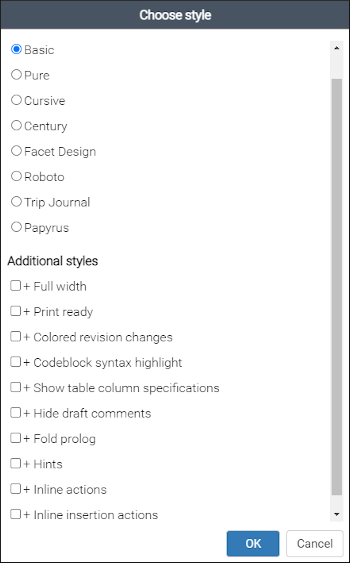 Choose style
Basic
Pure
Cursive
Century
Facet Design
Roboto
Trip Journal
Papyrus
Additional styles
+ Full width
+ Print ready
+ Colored revision changes
+ Codeblock syntax highlight
+ Show table column specifications
+ Hide draft comments
+ Fold prolog
+ Hints
+ Inline actions
+ Inline insertion actions
OK Cancel